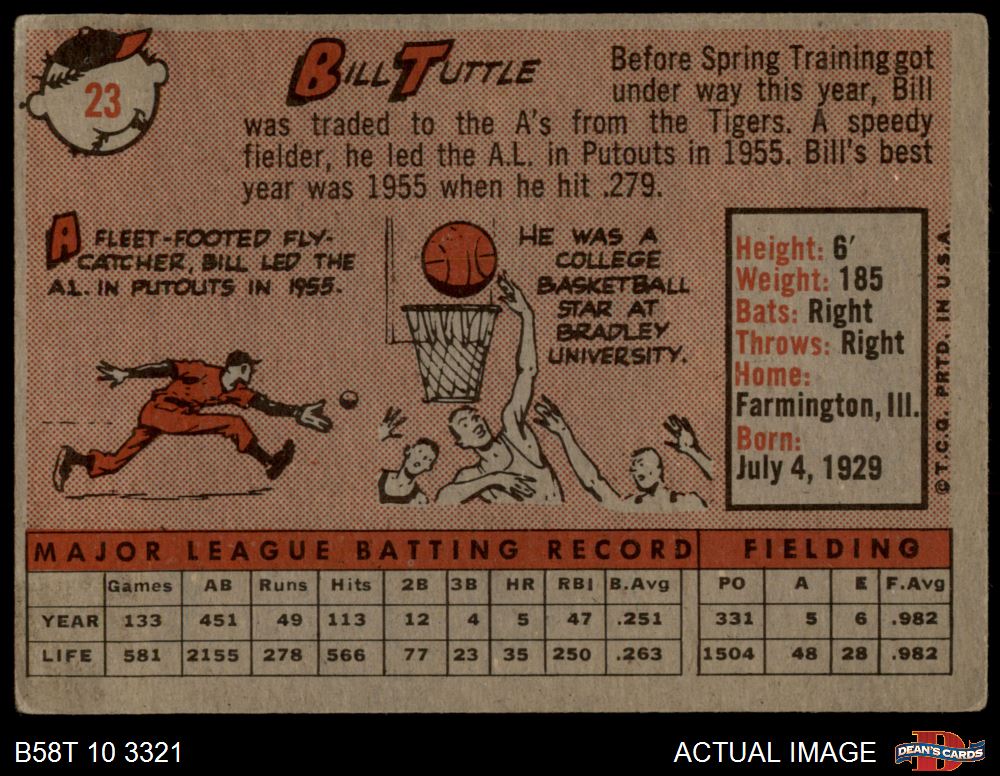 23
BILL TUTTLE
Before Spring Training got
under way this year, Bill
was traded to the A's from the Tigers. A speedy
fielder, he led the A.L. in Putouts in 1955. Bill's best
year was 1955 when he hit .279.
A FLEET-FOOTED FLY-
CATCHER, BILL LED THE
A.L. IN PUTOUTS IN 1955.
HE WAS A
COLLEGE
BASKETBALL
STAR AT
BRADLEY
UNIVERSITY.
Height: 6'
Weight: 185
Bats: Right
Throws: Right
Home:
Farmington, Ill.
Born:
July 4, 1929
© T.C.G. PRTD. IN U.S.A.
MAJOR LEAGUE BATTING RECORD FIELDING
Games AB Runs Hits 2B 3B HR RBI B.Avg PO A E F.Avg
YEAR 133 451 49 113 12 4 5 47 .251 331 5 6 .982
LIFE 581 2155 278 566 77 23 35 250 .263 1504 48 28 .982
B58T 10 3321 ACTUAL IMAGE DEAN'S CARDS